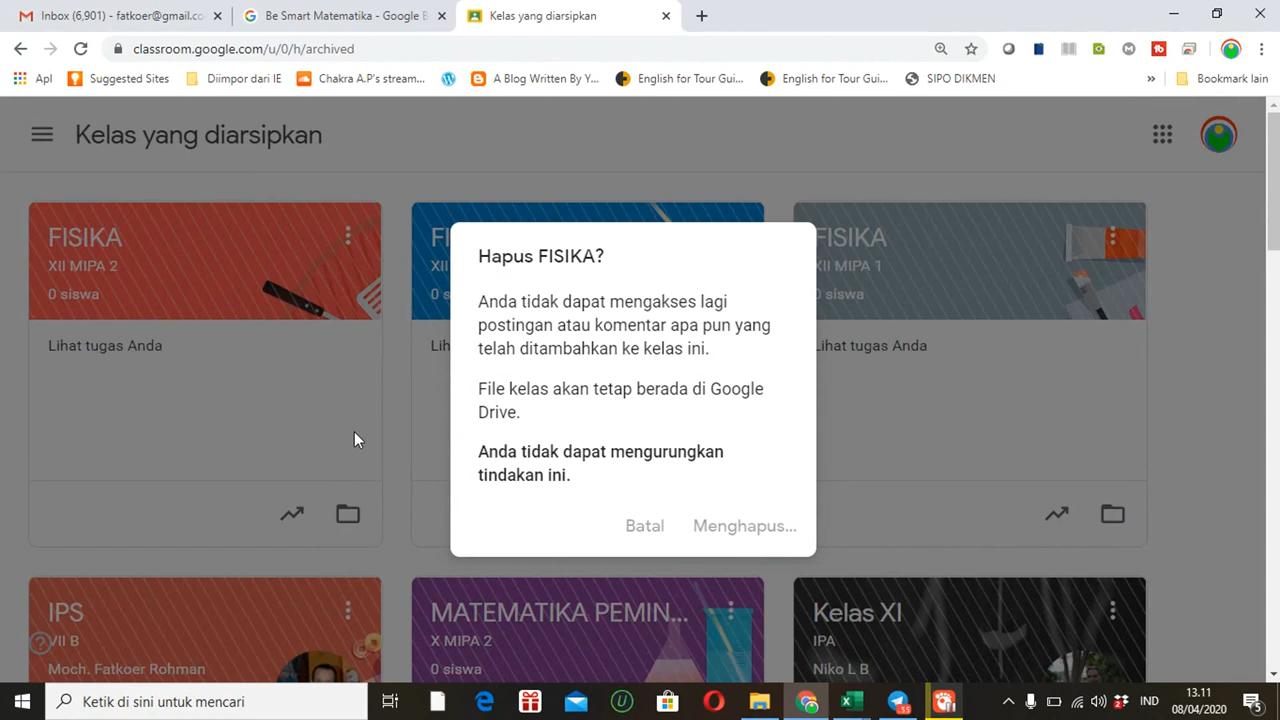 Inbox (6,901) - fatkoer@gmail.co
Be Smart Matematika - Google B
Kelas yang diarsipkan
classroom.google.com/u/0/h/archived
Apl
Suggested Sites
Diimpor dari IE
Chakra A.P's stream...
A Blog Written By Y...
English for Tour Gui...
English for Tour Gui...
SIPO DIKMEN
»
Bookmark lain
Kelas yang diarsipkan
FISIKA
XII MIPA 2
0 siswa
Lihat tugas Anda
FI
XI
0 s
Lih
FISIKA
XII MIPA 1
0 siswa
Lihat tugas Anda
Hapus FISIKA?
Anda tidak dapat mengakses lagi
postingan atau komentar apa pun yang
telah ditambahkan ke kelas ini.
File kelas akan tetap berada di Google
Drive.
Anda tidak dapat mengurungkan
tindakan ini.
Batal
Menghapus...
IPS
VII B
Moch. Fatkoer Rohman
MATEMATIKA PEMIN...
X MIPA 2
0 siswa
Kelas XI
IPA
Niko L B
Ketik di sini untuk mencari
55
IND
13.11
08/04/2020
5